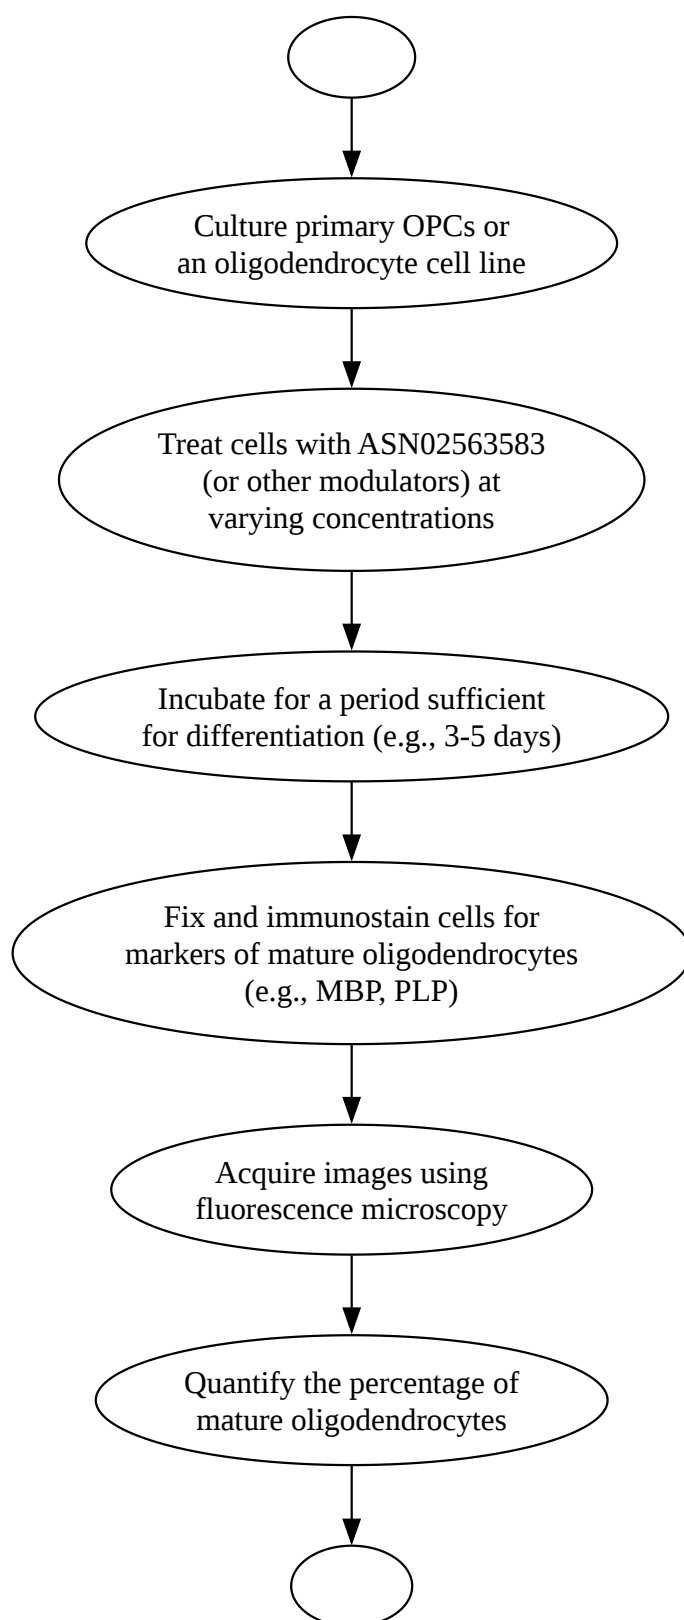 Culture primary OPCs or
an oligodendrocyte cell line
Treat cells with ASN02563583
(or other modulators) at
varying concentrations
Incubate for a period sufficient
for differentiation (e.g., 3-5 days)
Fix and immunostain cells for
markers of mature oligodendrocytes
(e.g., MBP, PLP)
Acquire images using
fluorescence microscopy
Quantify the percentage of
mature oligodendrocytes